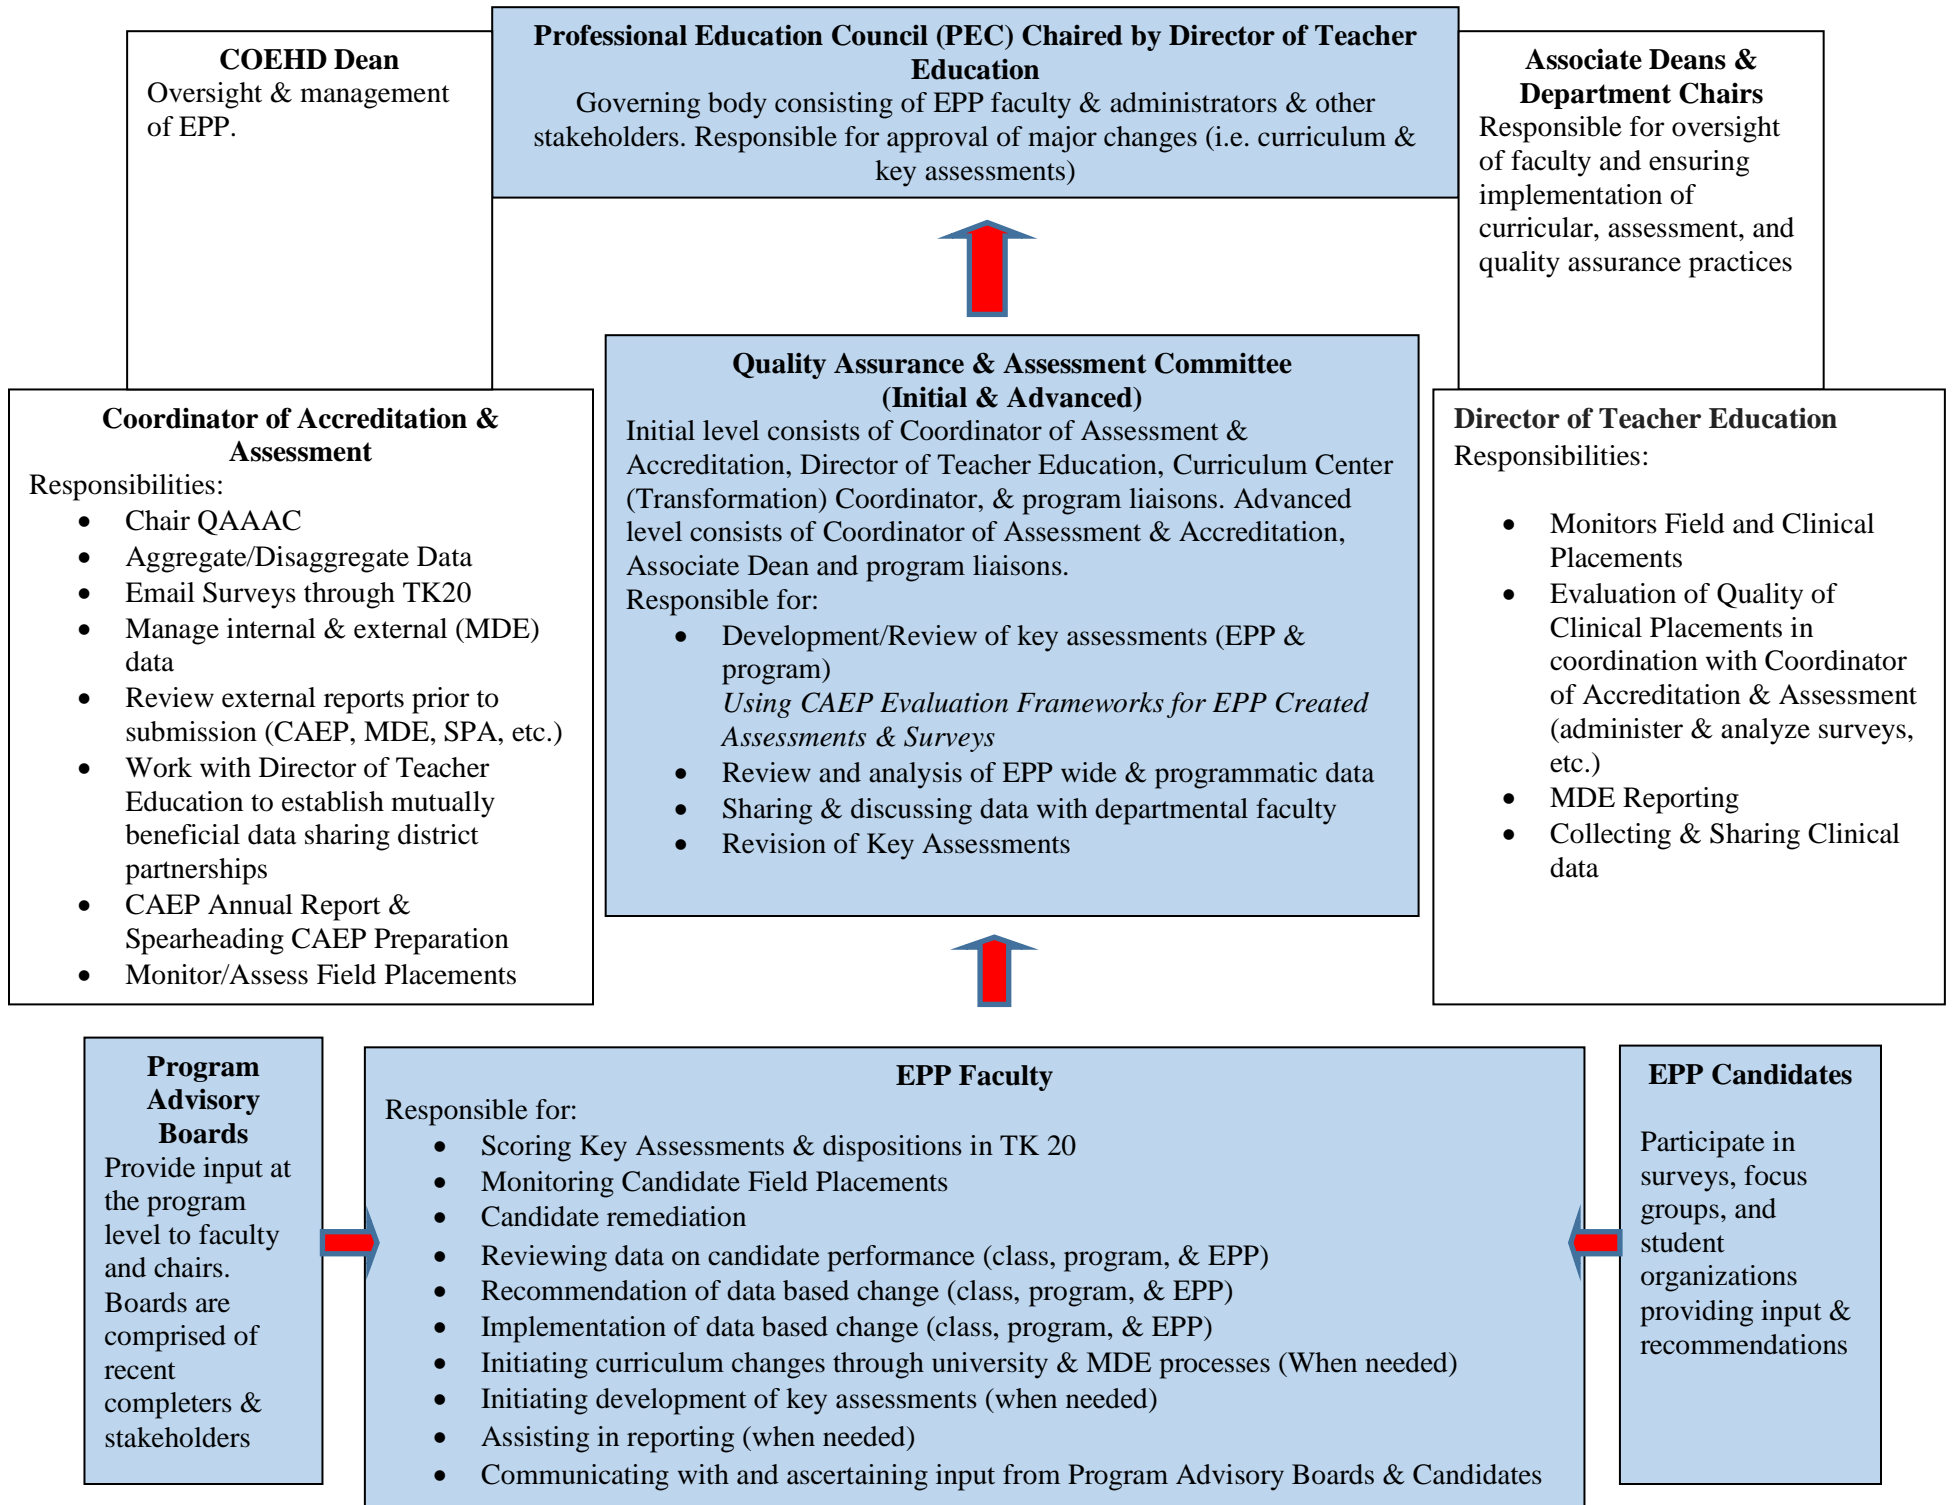 COEHD Dean
Oversight & management
of EPP.
Professional Education Council (PEC) Chaired by Director of Teacher
Education
Governing body consisting of EPP faculty & administrators & other
stakeholders. Responsible for approval of major changes (i.e. curriculum &
key assessments)
Associate Deans &
Department Chairs
Responsible for oversight
of faculty and ensuring
implementation of
curricular, assessment, and
quality assurance practices
Coordinator of Accreditation &
Assessment
Responsibilities:
• Chair QAAAC
• Aggregate/Disaggregate Data
• Email Surveys through TK20
• Manage internal & external (MDE)
data
• Review external reports prior to
submission (CAEP, MDE, SPA, etc.)
• Work with Director of Teacher
Education to establish mutually
beneficial data sharing district
partnerships
• CAEP Annual Report &
Spearheading CAEP Preparation
• Monitor/Assess Field Placements
Quality Assurance & Assessment Committee
(Initial & Advanced)
Initial level consists of Coordinator of Assessment &
Accreditation, Director of Teacher Education, Curriculum Center
(Transformation) Coordinator, & program liaisons. Advanced
level consists of Coordinator of Assessment & Accreditation,
Associate Dean and program liaisons.
Responsible for:
• Development/Review of key assessments (EPP &
program)
Using CAEP Evaluation Frameworks for EPP Created
Assessments & Surveys
• Review and analysis of EPP wide & programmatic data
• Sharing & discussing data with departmental faculty
• Revision of Key Assessments
Director of Teacher Education
Responsibilities:
• Monitors Field and Clinical
Placements
• Evaluation of Quality of
Clinical Placements in
coordination with Coordinator
of Accreditation & Assessment
(administer & analyze surveys,
etc.)
• MDE Reporting
• Collecting & Sharing Clinical
data
Program
Advisory
Boards
Provide input at
the program
level to faculty
and chairs.
Boards are
comprised of
recent
completers &
stakeholders
EPP Faculty
Responsible for:
• Scoring Key Assessments & dispositions in TK 20
• Monitoring Candidate Field Placements
• Candidate remediation
• Reviewing data on candidate performance (class, program, & EPP)
• Recommendation of data based change (class, program, & EPP)
• Implementation of data based change (class, program, & EPP)
• Initiating curriculum changes through university & MDE processes (When needed)
• Initiating development of key assessments (when needed)
• Assisting in reporting (when needed)
• Communicating with and ascertaining input from Program Advisory Boards & Candidates
EPP Candidates
Participate in
surveys, focus
groups, and
student
organizations
providing input &
recommendations